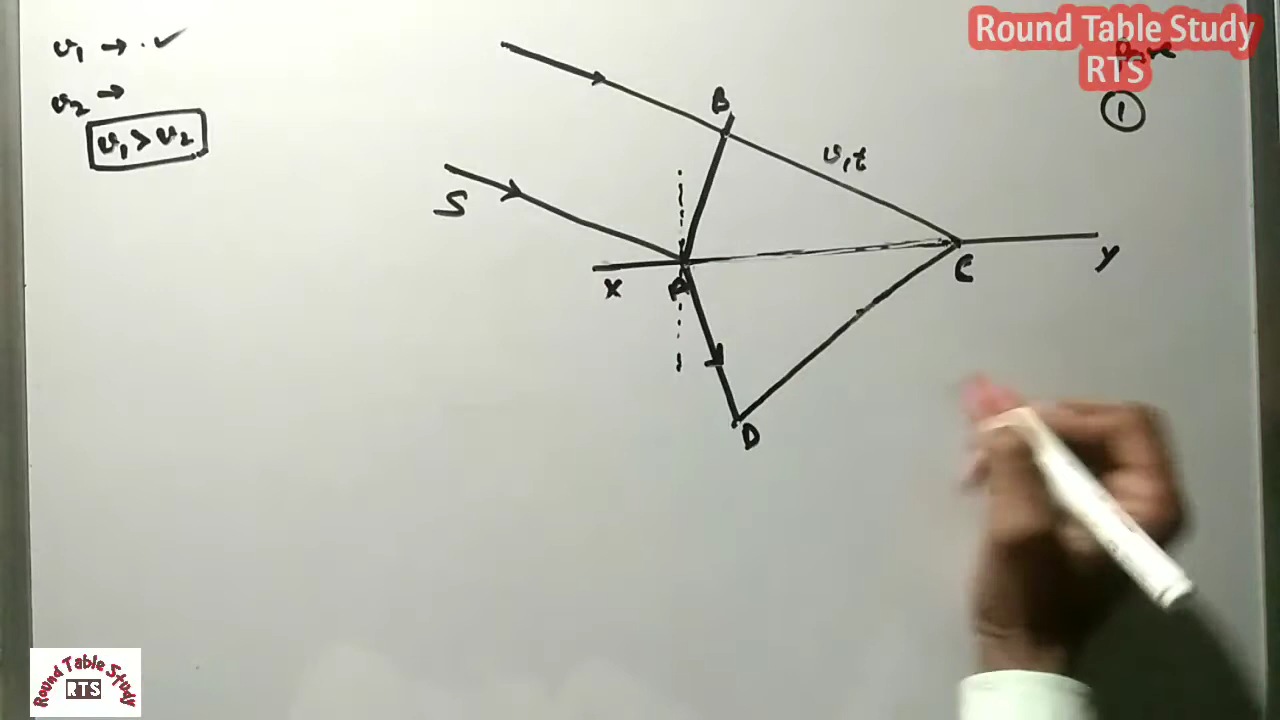 v₁ → . ✓
v₂ →
v₁ > v₂
Round Table Study
RTS
①
B
v₁t
S
X
A
C
y
D
Round Table Study
RTS